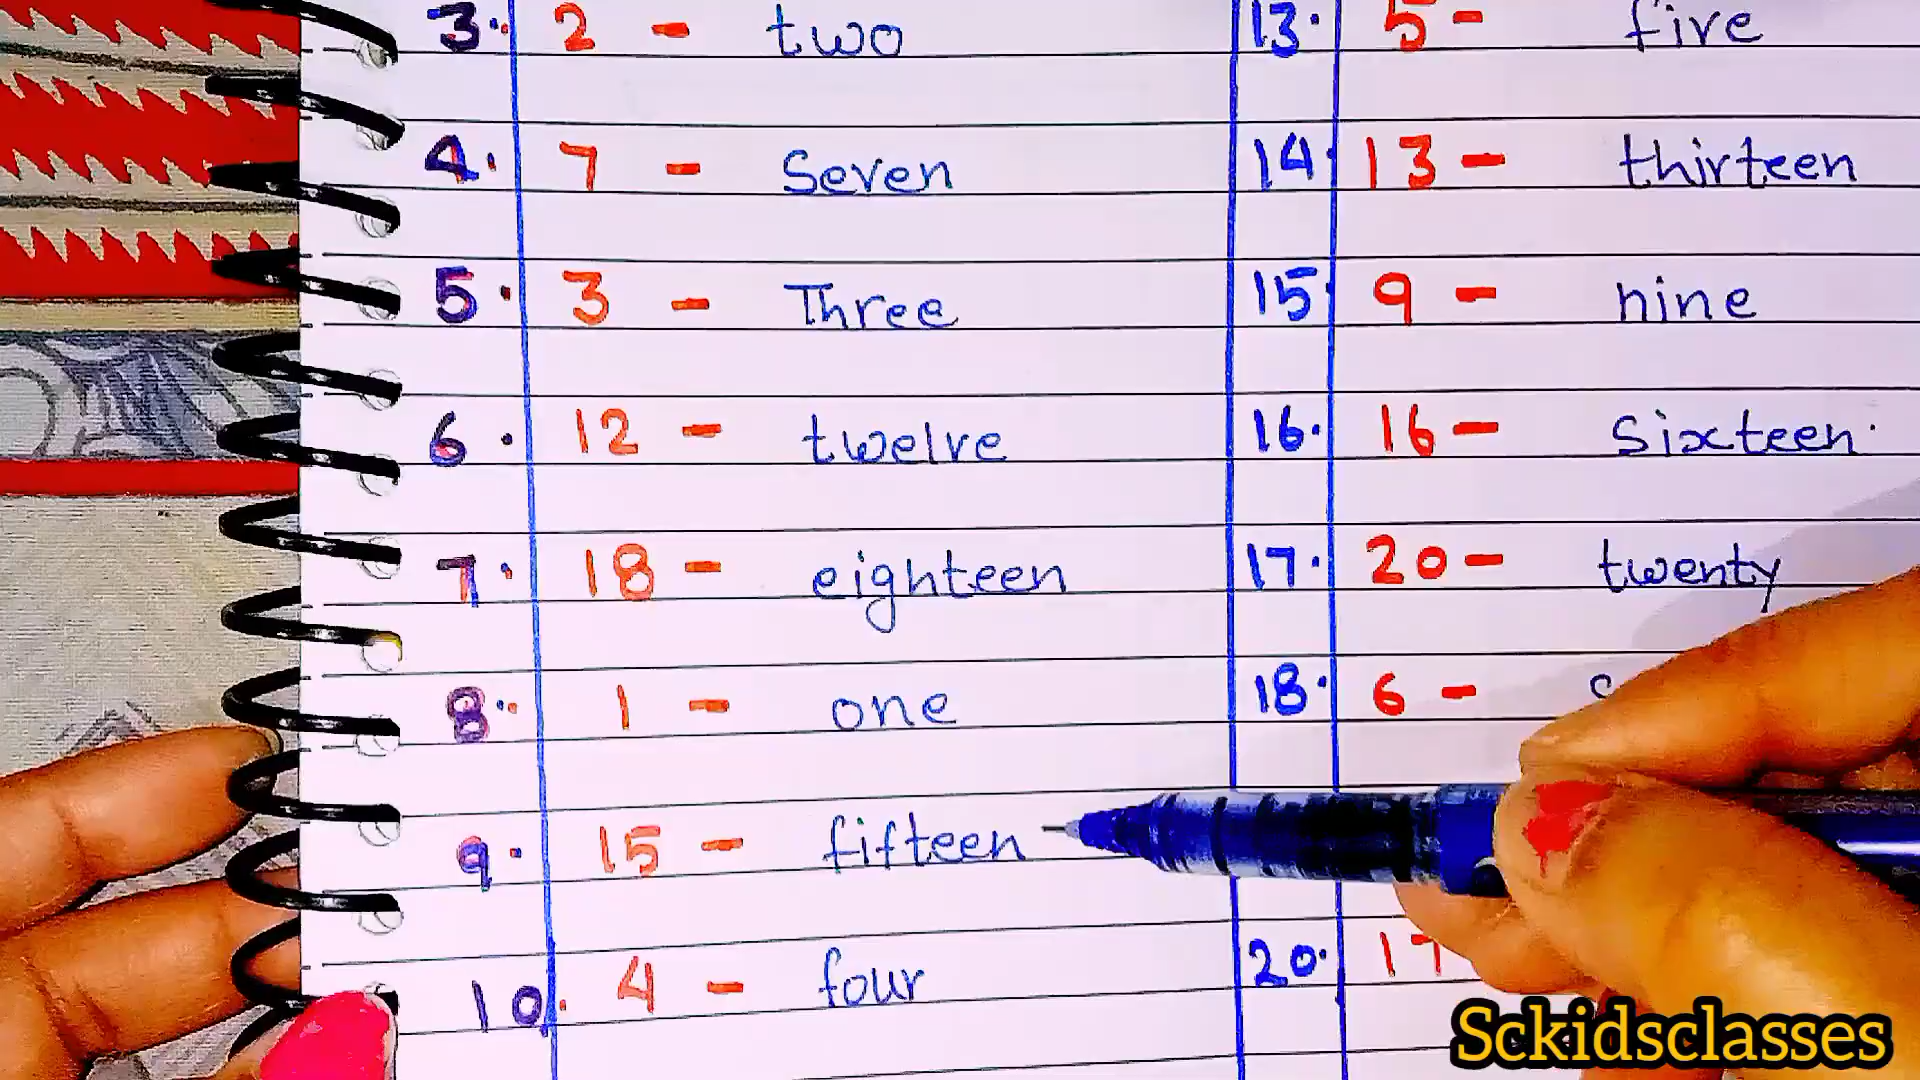 3. 2 - two
4. 7 - Seven
5. 3 - Three
6. 12 - twelve
7. 18 - eighteen
8. 1 - one
9. 15 - fifteen
10. 4 - four
13. 5 - five
14. 13 - thirteen
15. 9 - nine
16. 16 - Sixteen.
17. 20 - twenty
18. 6 -
20. 17
Sckidsclasses